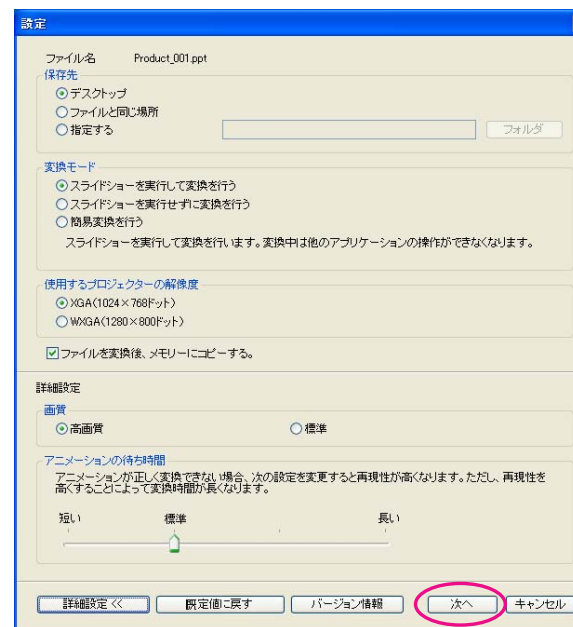 設定
ファイル名 Product_001.ppt
保存先
デスクトップ
ファイルと同じ場所
指定する フォルダ
変換モード
スライドショーを実行して変換を行う
スライドショーを実行せずに変換を行う
簡易変換を行う
スライドショーを実行して変換を行います。変換中は他のアプリケーションの操作ができなくなります。
使用するプロジェクターの解像度
XGA(1024×768ドット)
WXGA(1280×800ドット)
ファイルを変換後、メモリーにコピーする。
詳細設定
画質
高画質 標準
アニメーションの待ち時間
アニメーションが正しく変換できない場合、次の設定を変更すると再現性が高くなります。ただし、再現性を
高くすることによって変換時間が長くなります。
短い 標準 長い
詳細設定 << 既定値に戻す バージョン情報 次へ キャンセル